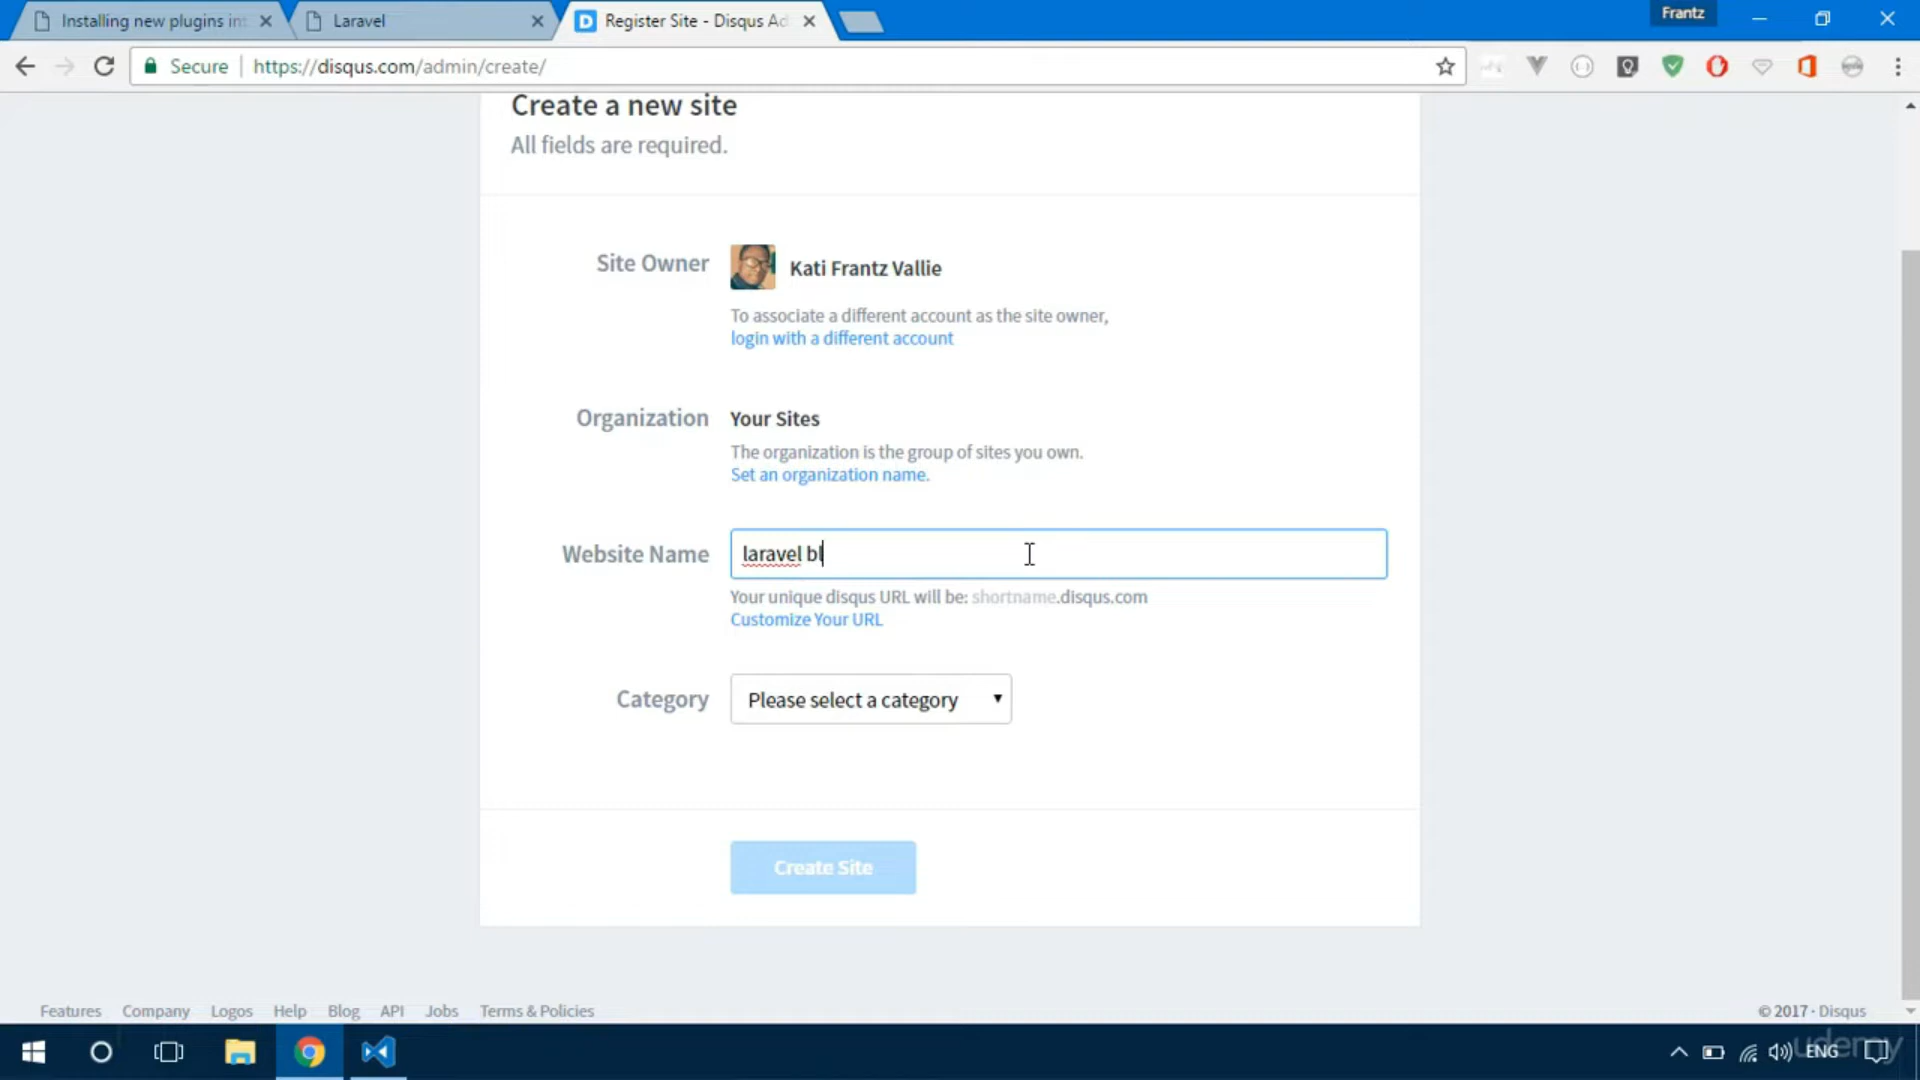 Installing new plugins int
Laravel
Register Site - Disqus Ad
Frantz
Secure
https://disqus.com/admin/create/
Create a new site
All fields are required.
Site Owner
Kati Frantz Vallie
To associate a different account as the site owner,
login with a different account
Organization
Your Sites
The organization is the group of sites you own.
Set an organization name.
Website Name
laravel bl
Your unique disqus URL will be: shortname.disqus.com
Customize Your URL
Category
Please select a category
Create Site
Features Company Logos Help Blog API Jobs Terms & Policies
© 2017 · Disqus
ENG
udemy